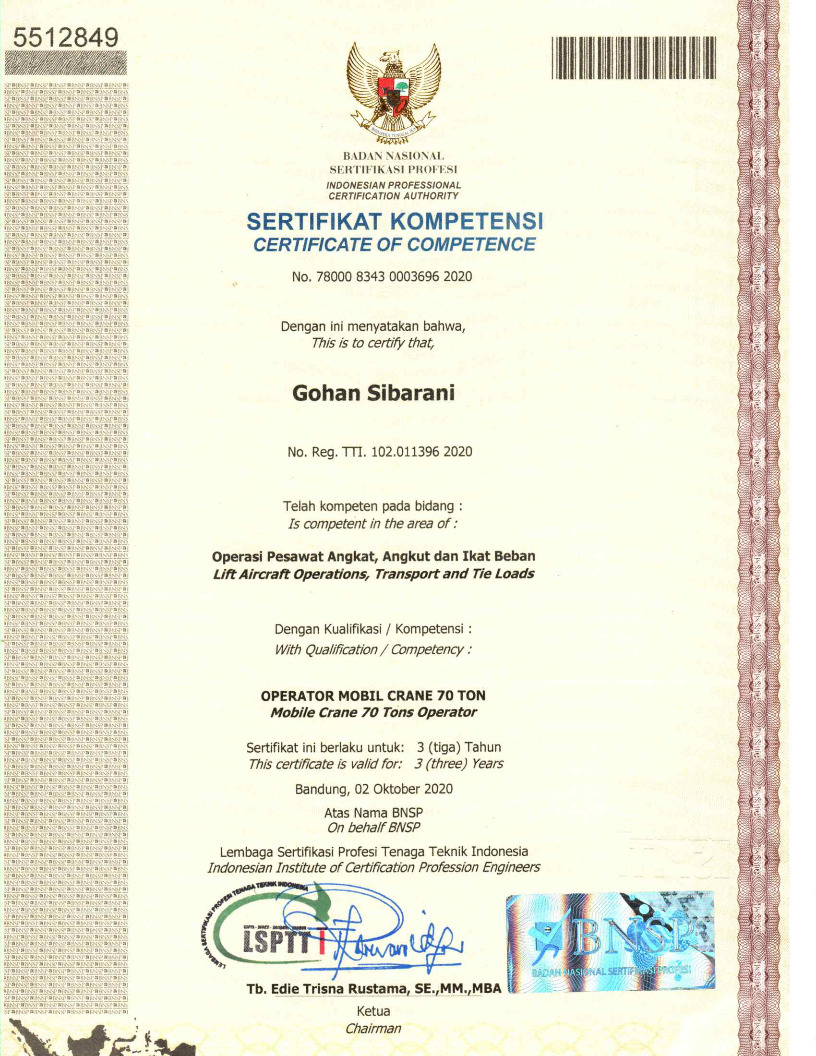 5512849
BADAN NASIONAL
SERTIFIKASI PROFESI
INDONESIAN PROFESSIONAL
CERTIFICATION AUTHORITY
SERTIFIKAT KOMPETENSI
CERTIFICATE OF COMPETENCE
No. 78000 8343 0003696 2020
Dengan ini menyatakan bahwa,
This is to certify that,
Gohan Sibarani
No. Reg. TTI. 102.011396 2020
Telah kompeten pada bidang :
Is competent in the area of :
Operasi Pesawat Angkat, Angkut dan Ikat Beban
Lift Aircraft Operations, Transport and Tie Loads
Dengan Kualifikasi / Kompetensi :
With Qualification / Competency :
OPERATOR MOBIL CRANE 70 TON
Mobile Crane 70 Tons Operator
Sertifikat ini berlaku untuk: 3 (tiga) Tahun
This certificate is valid for: 3 (three) Years
Bandung, 02 Oktober 2020
Atas Nama BNSP
On behalf BNSP
Lembaga Sertifikasi Profesi Tenaga Teknik Indonesia
Indonesian Institute of Certification Profession Engineers
LEMBAGA SERTIFIKASI PROFESI TENAGA TEKNIK INDONESIA
LSPTTI
BNSP
BADAN NASIONAL SERTIFIKASI PROFESI
Tb. Edie Trisna Rustama, SE.,MM.,MBA
Ketua
Chairman